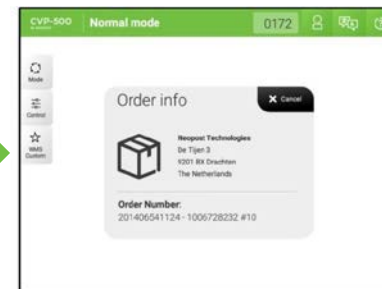 CVP-500
Normal mode
0172
Mode
Control
WMS
Custom
Order info
Cancel
Neopost Technologies
De Tijen 3
9201 BX Drachten
The Netherlands
Order Number:
201406541124 - 1006728232 #10